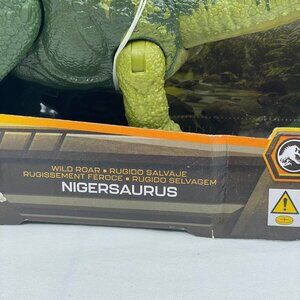 WILD ROAR • RUGIDO SALVAJE
RUGISSEMENT FÉROCE • RUGIDO SELVAGEM
NIGERSAURUS